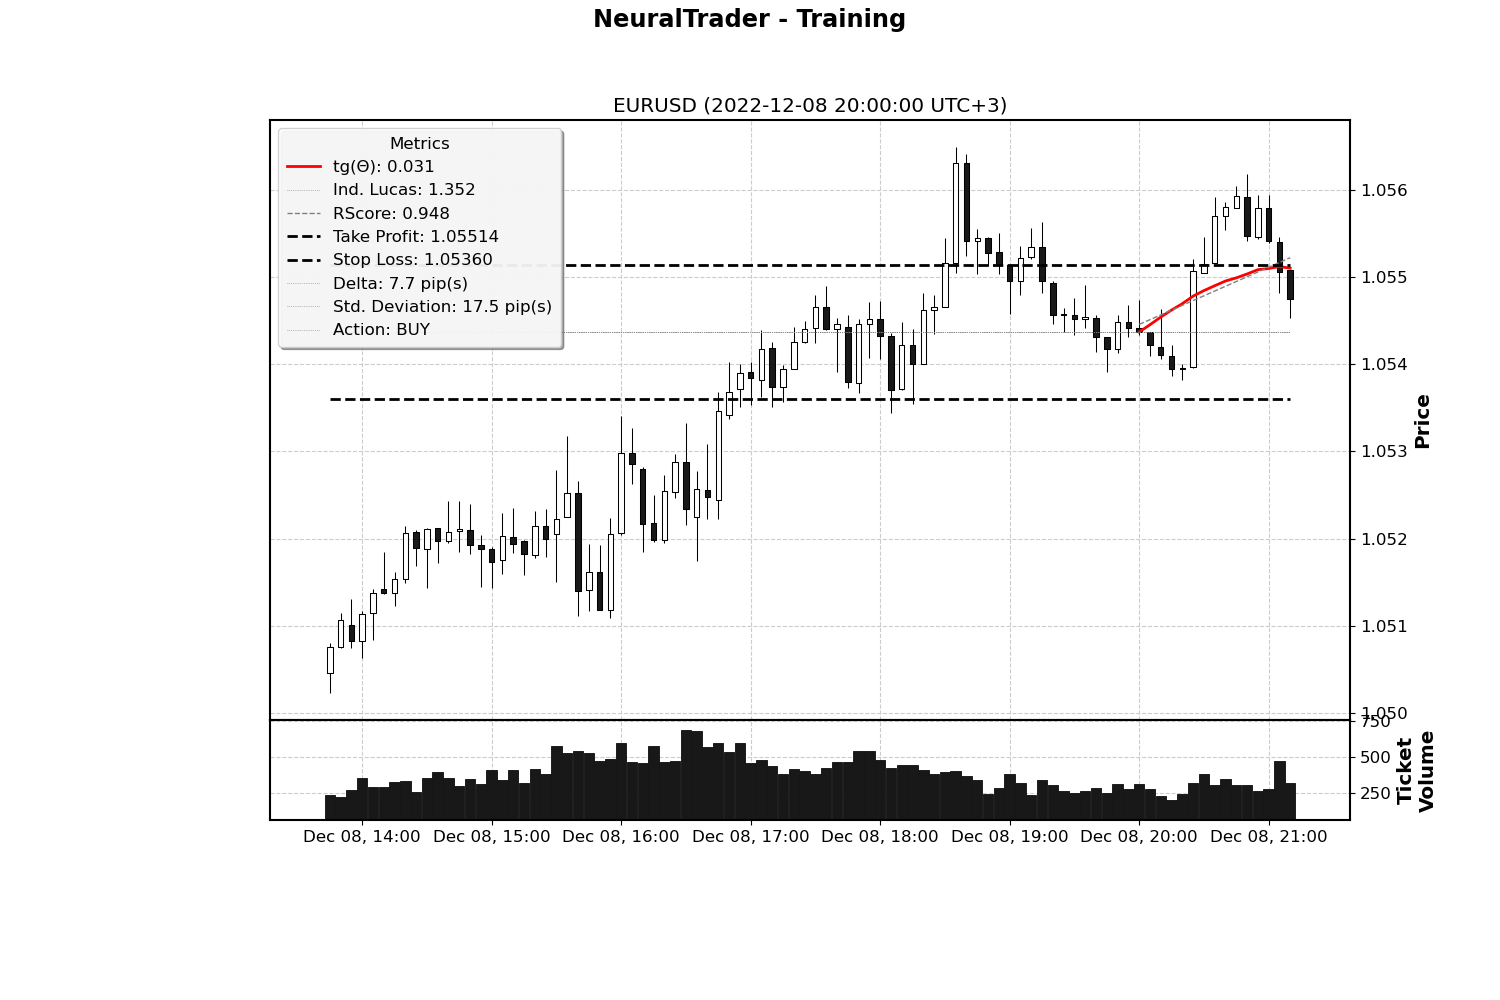 NeuralTrader - Training
EURUSD (2022-12-08 20:00:00 UTC+3)
Metrics
tg(Θ): 0.031
Ind. Lucas: 1.352
RScore: 0.948
Take Profit: 1.05514
Stop Loss: 1.05360
Delta: 7.7 pip(s)
Std. Deviation: 17.5 pip(s)
Action: BUY
1.056
1.055
1.054
1.053
1.052
1.051
1.050
Price
750
500
250
Ticket
Volume
Dec 08, 14:00 Dec 08, 15:00 Dec 08, 16:00 Dec 08, 17:00 Dec 08, 18:00 Dec 08, 19:00 Dec 08, 20:00 Dec 08, 21:00